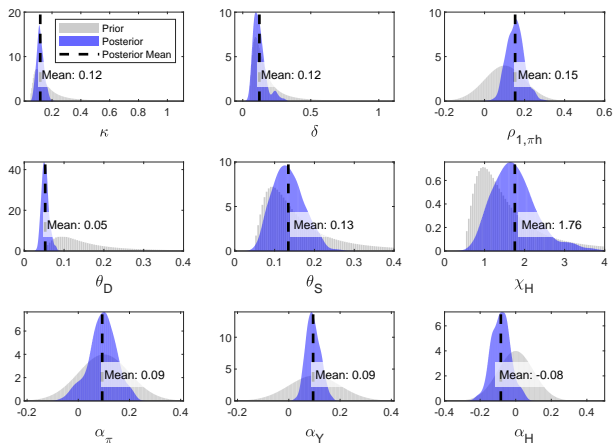 20
10
0
0 0.2 0.4 0.6 0.8 1
κ
Mean: 0.12
Prior
Posterior
Posterior Mean
10
5
0
0 0.5 1
δ
Mean: 0.12
10
5
0
-0.2 0 0.2 0.4 0.6
ρ1,πh
Mean: 0.15
40
20
0
0 0.1 0.2 0.3 0.4
θD
Mean: 0.05
10
5
0
0 0.1 0.2 0.3 0.4
θS
Mean: 0.13
0.6
0.4
0.2
0
0 1 2 3 4
χH
Mean: 1.76
6
4
2
0
-0.2 0 0.2 0.4
απ
Mean: 0.09
10
5
0
-0.2 0 0.2 0.4
αY
Mean: 0.09
6
4
2
0
-0.4 -0.2 0 0.2 0.4
αH
Mean: -0.08